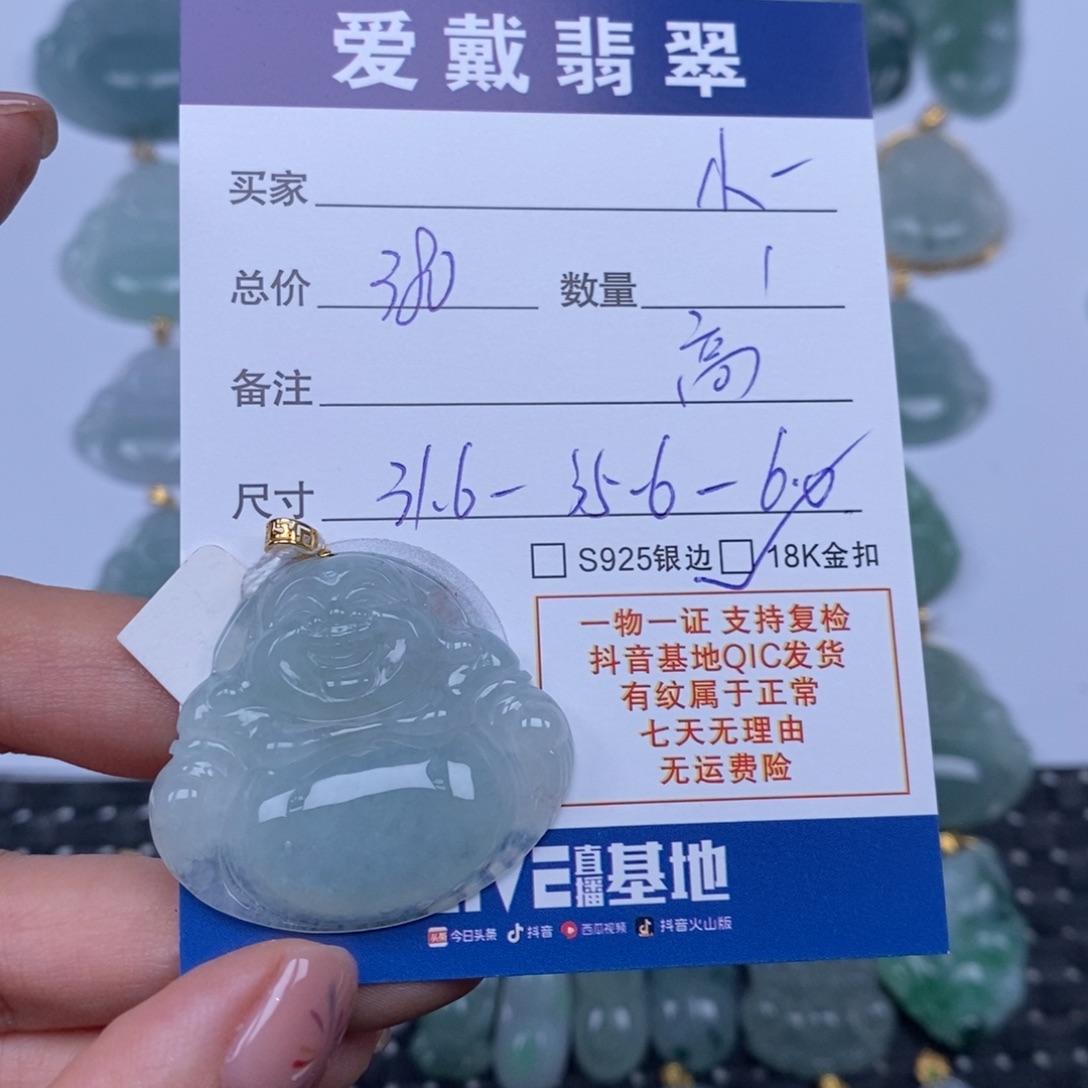 爱戴翡翠
买家 水一
总价 380 数量 1
备注 高
尺寸 31.6- 35.6- 6.0
S925银边 18K金扣
一物一证 支持复检
抖音基地QIC发货
有纹属于正常
七天无理由
无运费险
直播基地
今日头条 抖音 西瓜视频 抖音火山版